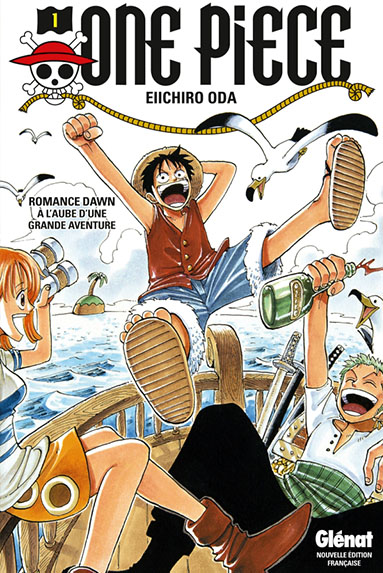 1
ONE PIECE
EIICHIRO ODA
ROMANCE DAWN
À L'AUBE D'UNE
GRANDE AVENTURE
Glénat
NOUVELLE ÉDITION
FRANÇAISE